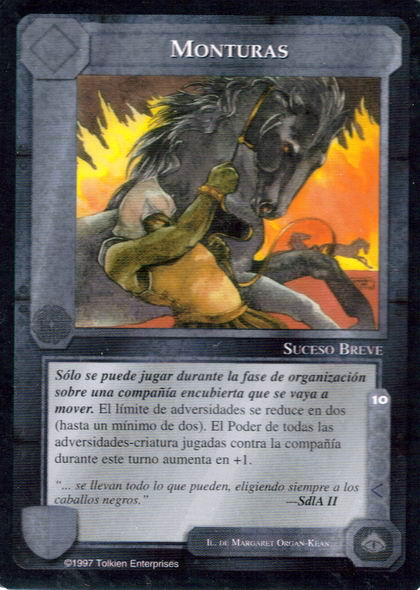 MONTURAS
SUCESO BREVE
Sólo se puede jugar durante la fase de organización
sobre una compañía encubierta que se vaya a
mover. El límite de adversidades se reduce en dos
(hasta un mínimo de dos). El Poder de todas las
adversidades-criatura jugadas contra la compañía
durante este turno aumenta en +1.
10
"... se llevan todo lo que pueden, eligiendo siempre a los
caballos negros." —SdlA II
IL. DE MARGARET ORGAN-KEAN
©1997 Tolkien Enterprises